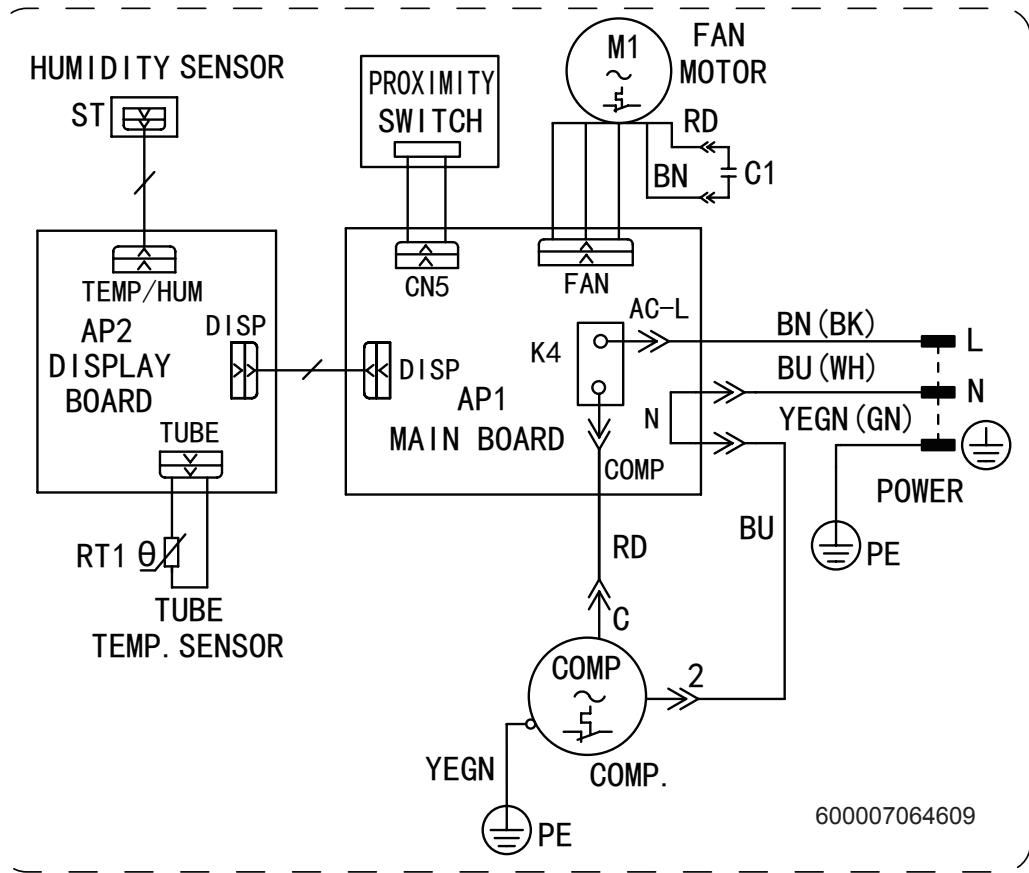 HUMIDITY SENSOR
ST
PROXIMITY
SWITCH
M1
FAN
MOTOR
RD
BN
C1
TEMP/HUM
AP2
DISPLAY
BOARD
DISP
TUBE
RT1 θ
TUBE
TEMP. SENSOR
CN5
FAN
DISP
AP1
MAIN BOARD
K4
AC-L
N
COMP
BN(BK)
L
BU(WH)
N
YEGN(GN)
POWER
PE
RD
BU
C
COMP
2
COMP.
YEGN
PE
600007064609